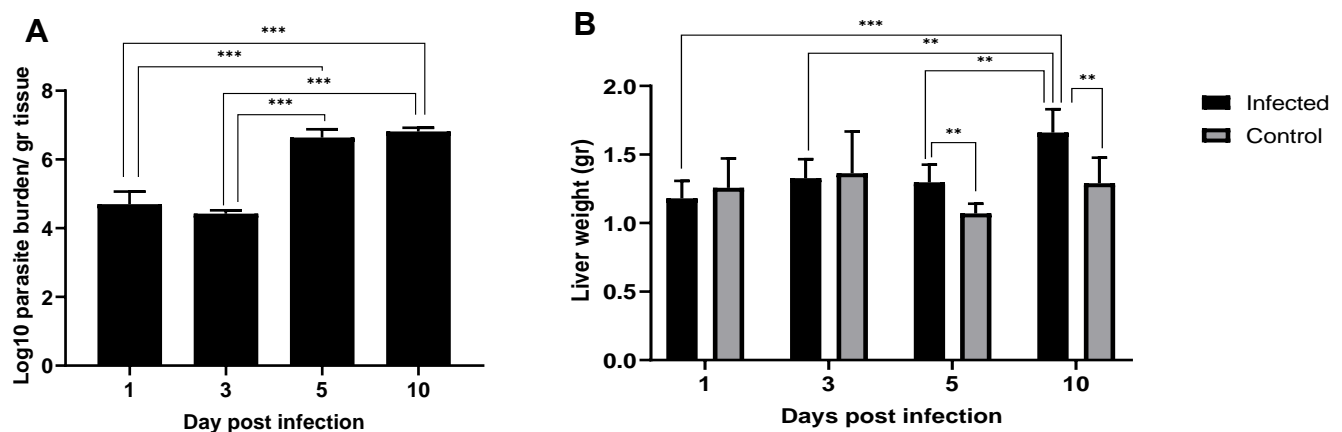 A
***
***
***
***
Log10 parasite burden/ gr tissue
8
6
4
2
0
1 3 5 10
Day post infection
B
***
**
**
**
**
Liver weight (gr)
2.0
1.5
1.0
0.5
0.0
1 3 5 10
Days post infection
Infected
Control